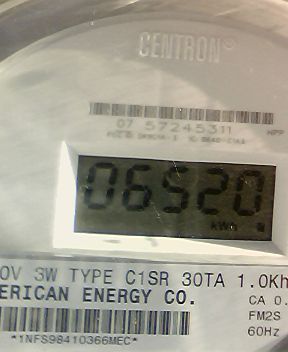 CENTRON®
07 57245311
06520
kWh
0V 3W TYPE C1SR 30TA 1.0Kh
ERICAN ENERGY CO.
CA 0.
FM2S
60Hz
*1NFS98410366MEC*